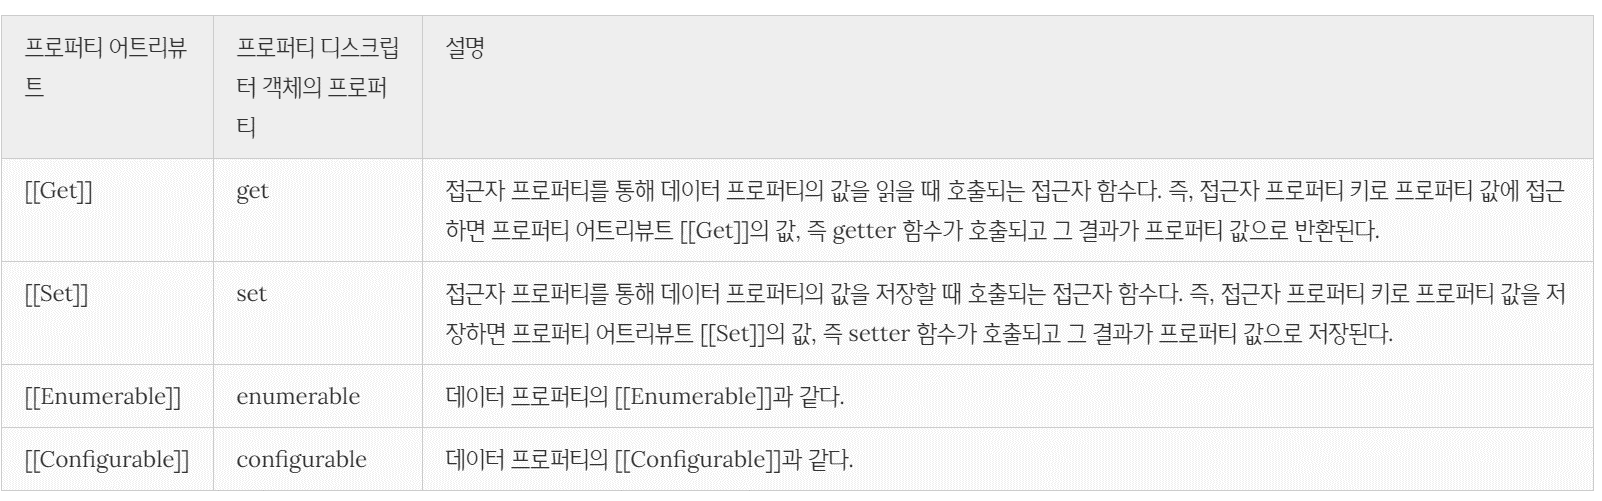 프로퍼티 어트리뷰
트
프로퍼티 디스크립
터 객체의 프로퍼
티
설명
[[Get]]
get
접근자 프로퍼티를 통해 데이터 프로퍼티의 값을 읽을 때 호출되는 접근자 함수다. 즉, 접근자 프로퍼티 키로 프로퍼티 값에 접근
하면 프로퍼티 어트리뷰트 [[Get]]의 값, 즉 getter 함수가 호출되고 그 결과가 프로퍼티 값으로 반환된다.
[[Set]]
set
접근자 프로퍼티를 통해 데이터 프로퍼티의 값을 저장할 때 호출되는 접근자 함수다. 즉, 접근자 프로퍼티 키로 프로퍼티 값을 저
장하면 프로퍼티 어트리뷰트 [[Set]]의 값, 즉 setter 함수가 호출되고 그 결과가 프로퍼티 값으로 저장된다.
[[Enumerable]]
enumerable
데이터 프로퍼티의 [[Enumerable]]과 같다.
[[Configurable]]
configurable
데이터 프로퍼티의 [[Configurable]]과 같다.